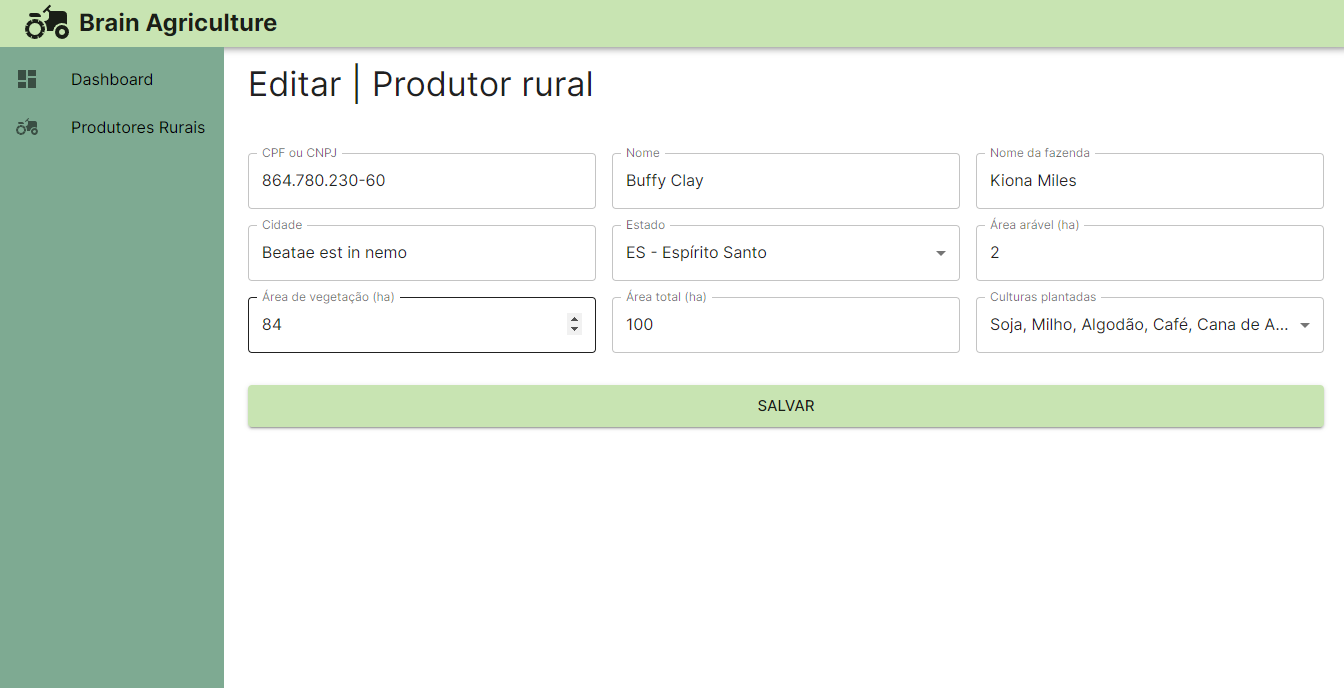 Brain Agriculture
Dashboard
Produtores Rurais
Editar | Produtor rural
CPF ou CNPJ
864.780.230-60
Nome
Buffy Clay
Nome da fazenda
Kiona Miles
Cidade
Beatae est in nemo
Estado
ES - Espírito Santo
Área arável (ha)
2
Área de vegetação (ha)
84
Área total (ha)
100
Culturas plantadas
Soja, Milho, Algodão, Café, Cana de A...
SALVAR